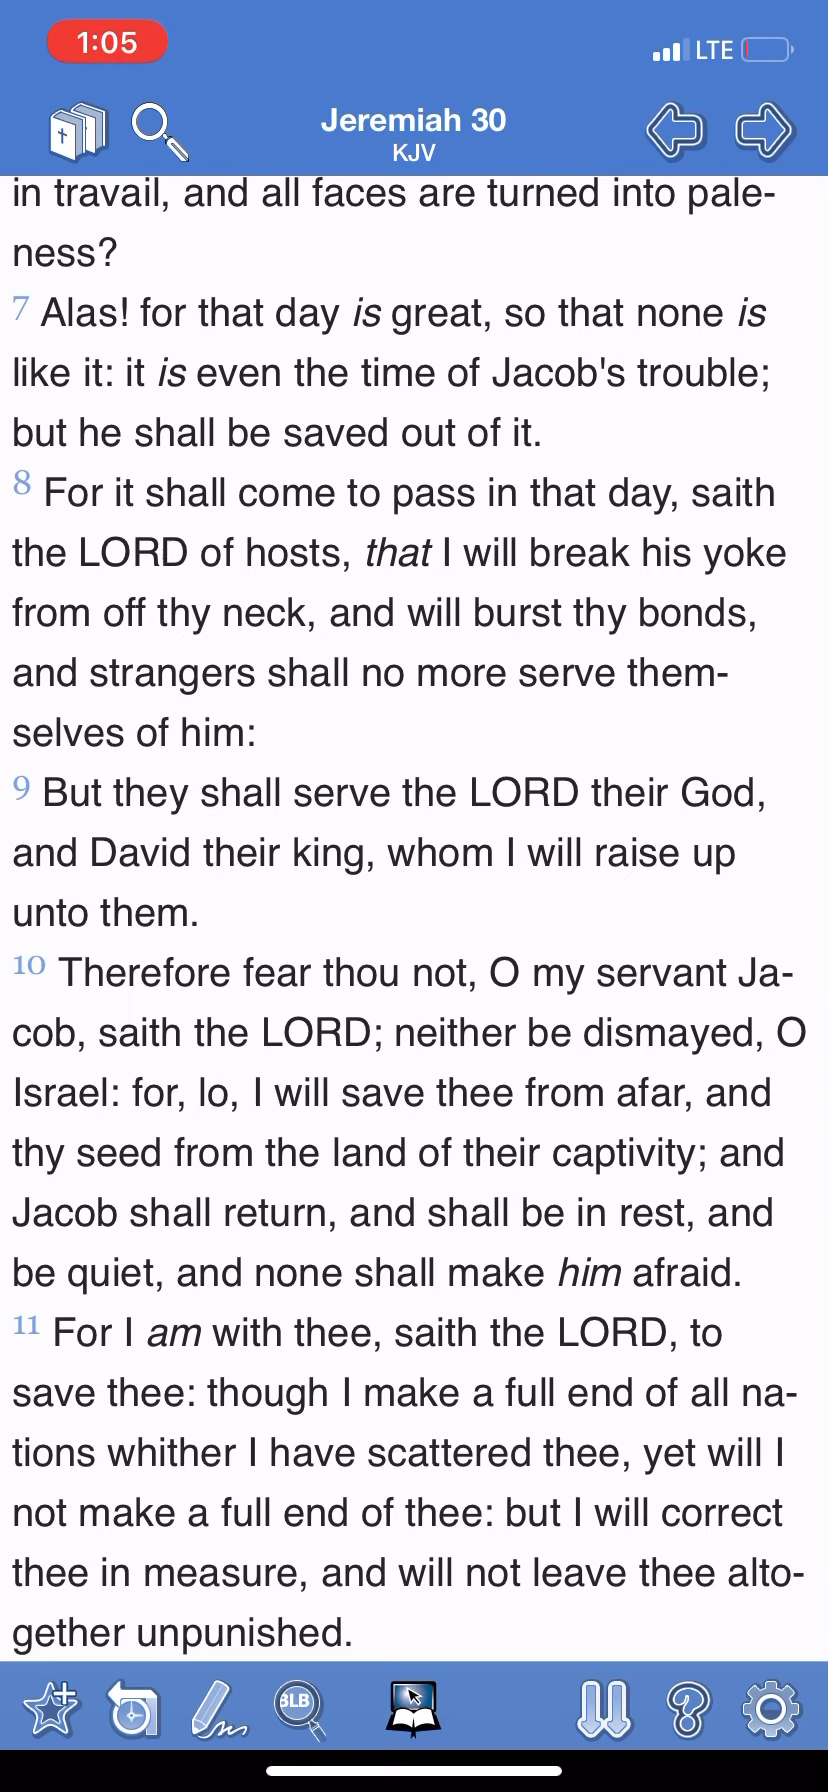 1:05
LTE
Jeremiah 30
KJV
in travail, and all faces are turned into pale-
ness?
7 Alas! for that day is great, so that none is
like it: it is even the time of Jacob's trouble;
but he shall be saved out of it.
8 For it shall come to pass in that day, saith
the LORD of hosts, that I will break his yoke
from off thy neck, and will burst thy bonds,
and strangers shall no more serve them-
selves of him:
9 But they shall serve the LORD their God,
and David their king, whom I will raise up
unto them.
10 Therefore fear thou not, O my servant Ja-
cob, saith the LORD; neither be dismayed, O
Israel: for, lo, I will save thee from afar, and
thy seed from the land of their captivity; and
Jacob shall return, and shall be in rest, and
be quiet, and none shall make him afraid.
11 For I am with thee, saith the LORD, to
save thee: though I make a full end of all na-
tions whither I have scattered thee, yet will I
not make a full end of thee: but I will correct
thee in measure, and will not leave thee alto-
gether unpunished.
BLB